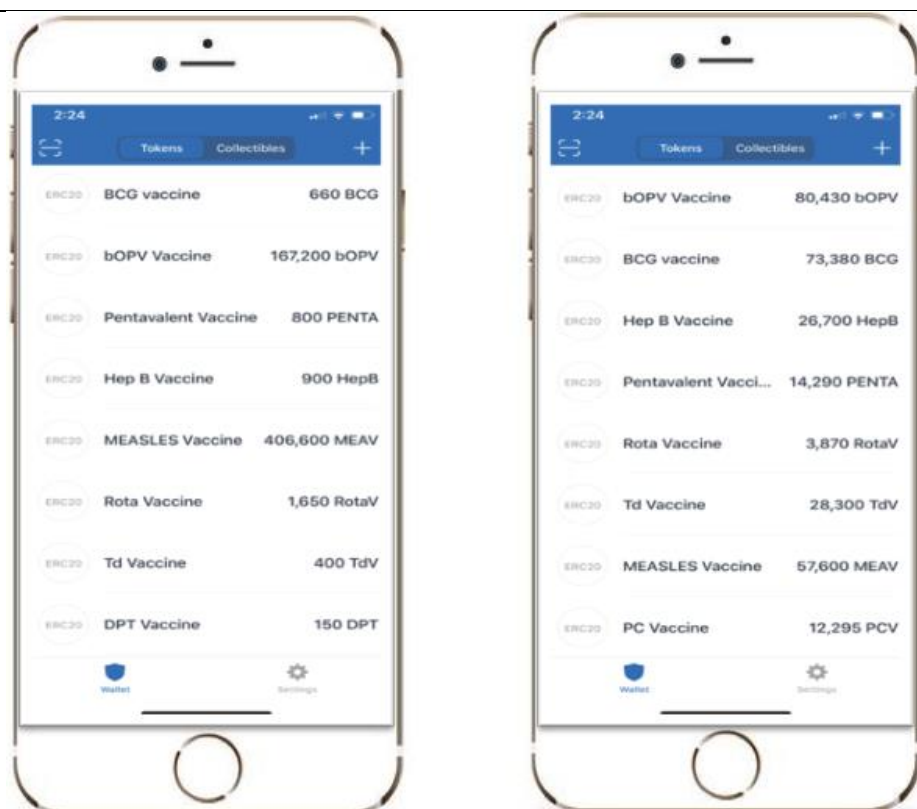 2:24
Tokens Collectibles
ERC20 BCG vaccine 660 BCG
ERC20 bOPV Vaccine 167,200 bOPV
ERC20 Pentavalent Vaccine 800 PENTA
ERC20 Hep B Vaccine 900 HepB
ERC20 MEASLES Vaccine 406,600 MEAV
ERC20 Rota Vaccine 1,650 RotaV
ERC20 Td Vaccine 400 TdV
ERC20 DPT Vaccine 150 DPT
Wallet Settings
2:24
Tokens Collectibles
ERC20 bOPV Vaccine 80,430 bOPV
ERC20 BCG vaccine 73,380 BCG
ERC20 Hep B Vaccine 26,700 HepB
ERC20 Pentavalent Vacci... 14,290 PENTA
ERC20 Rota Vaccine 3,870 RotaV
ERC20 Td Vaccine 28,300 TdV
ERC20 MEASLES Vaccine 57,600 MEAV
ERC20 PC Vaccine 12,295 PCV
Wallet Settings